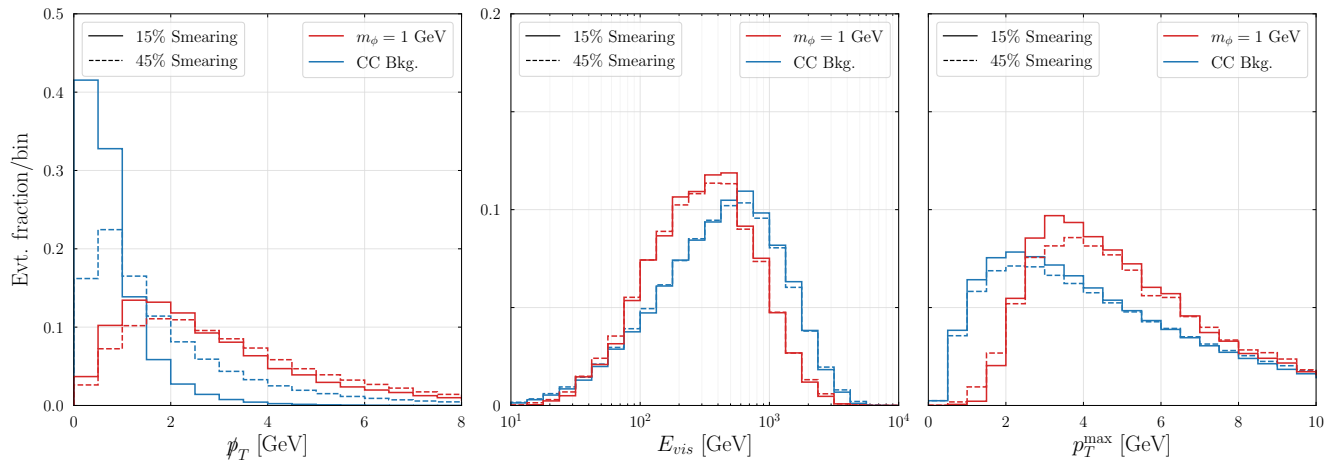 Evt. fraction/bin
0.5
0.4
0.3
0.2
0.1
0.0
15% Smearing
45% Smearing
m_ϕ = 1 GeV
CC Bkg.
0 2 4 6 8
p̸_T [GeV]
0.2
0.1
0
15% Smearing
45% Smearing
m_ϕ = 1 GeV
CC Bkg.
10^1 10^2 10^3 10^4
E_vis [GeV]
15% Smearing
45% Smearing
m_ϕ = 1 GeV
CC Bkg.
0 2 4 6 8 10
p_T^max [GeV]